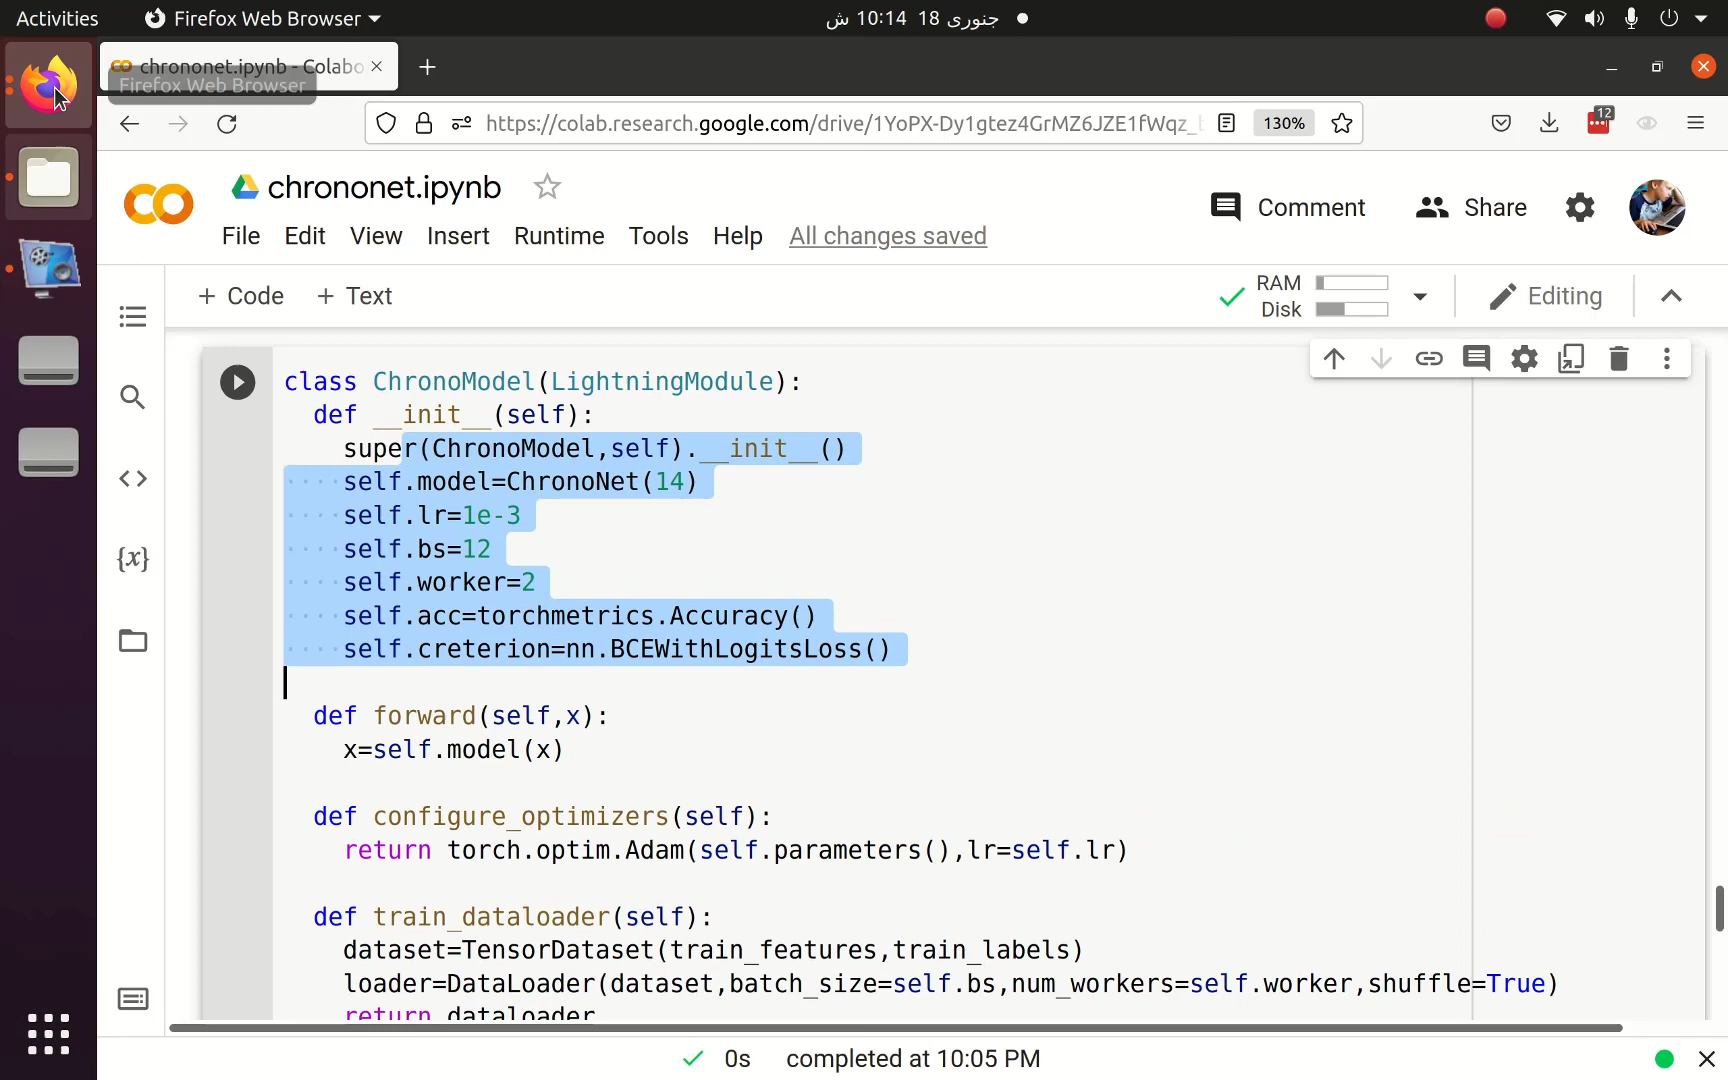 Activities
Firefox Web Browser
جنوری 18 10:14 ش
chrononet.ipynb - Colabo
Firefox Web Browser
https://colab.research.google.com/drive/1YoPX-Dy1gtez4GrMZ6JZE1fWqz_
130%
12
chrononet.ipynb
Comment
Share
File Edit View Insert Runtime Tools Help All changes saved
+ Code + Text
RAM
Disk
Editing
class ChronoModel(LightningModule):
def __init__(self):
super(ChronoModel,self).__init__()
self.model=ChronoNet(14)
self.lr=1e-3
self.bs=12
self.worker=2
self.acc=torchmetrics.Accuracy()
self.creterion=nn.BCEWithLogitsLoss()
{x}
def forward(self,x):
x=self.model(x)
def configure_optimizers(self):
return torch.optim.Adam(self.parameters(),lr=self.lr)
def train_dataloader(self):
dataset=TensorDataset(train_features,train_labels)
loader=DataLoader(dataset,batch_size=self.bs,num_workers=self.worker,shuffle=True)
return dataloader
0s completed at 10:05 PM